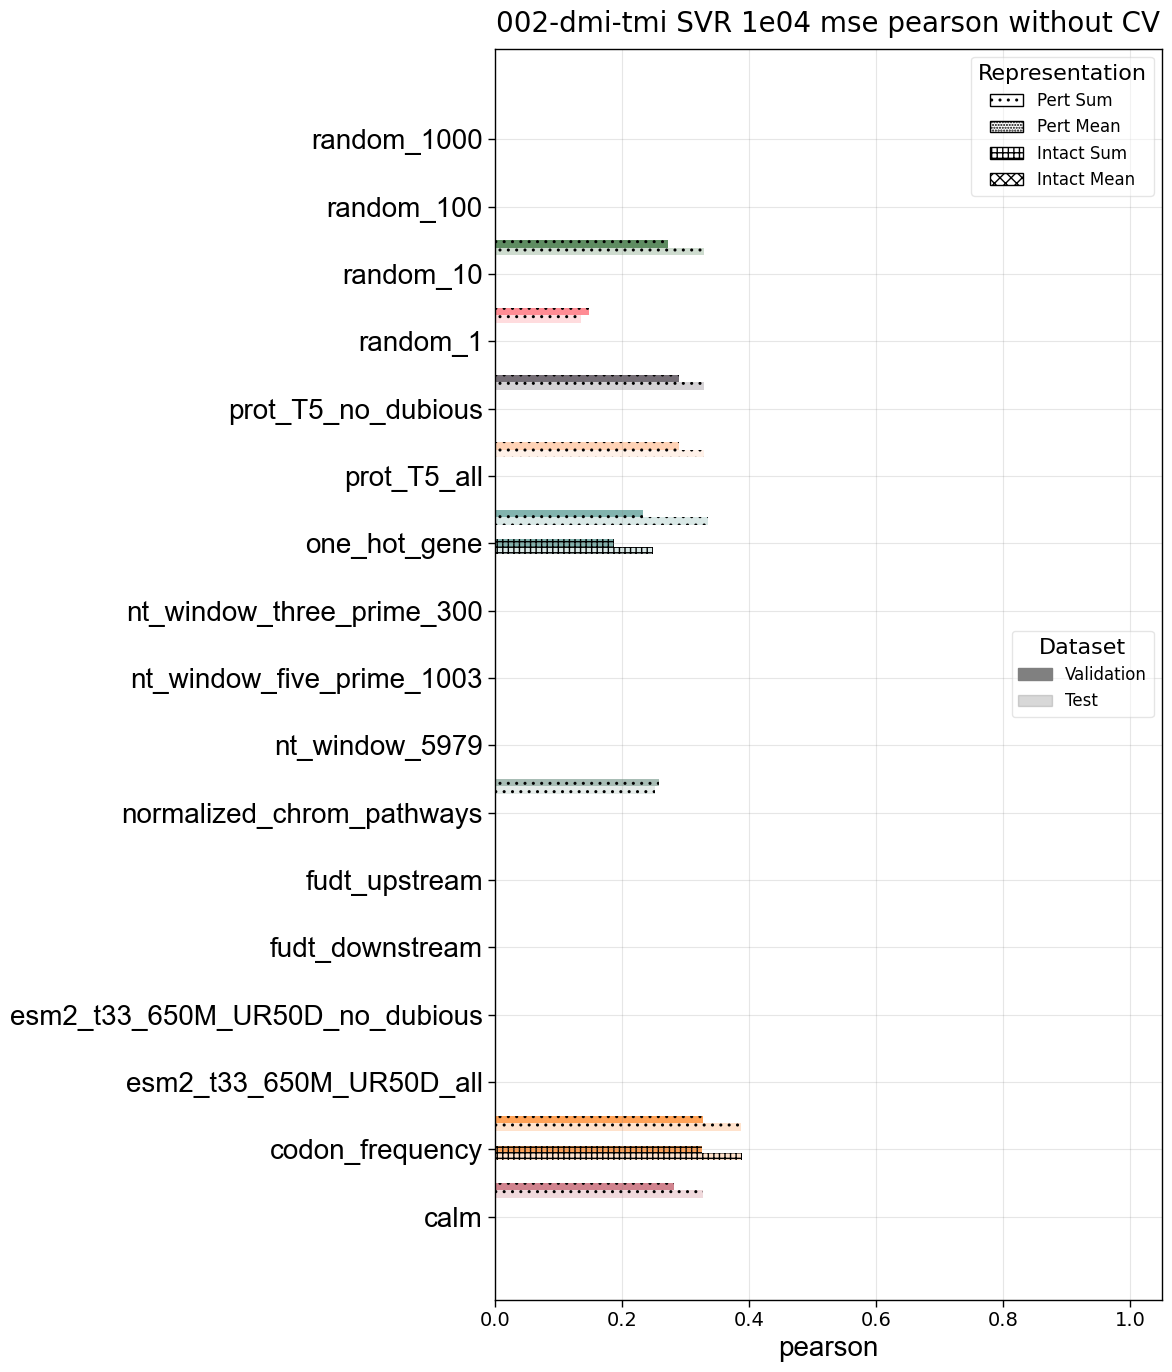 002-dmi-tmi SVR 1e04 mse pearson without CV
Representation
Pert Sum
Pert Mean
Intact Sum
Intact Mean
random_1000
random_100
random_10
random_1
prot_T5_no_dubious
prot_T5_all
one_hot_gene
nt_window_three_prime_300
nt_window_five_prime_1003
nt_window_5979
normalized_chrom_pathways
fudt_upstream
fudt_downstream
esm2_t33_650M_UR50D_no_dubious
esm2_t33_650M_UR50D_all
codon_frequency
calm
Dataset
Validation
Test
0.0 0.2 0.4 0.6 0.8 1.0
pearson